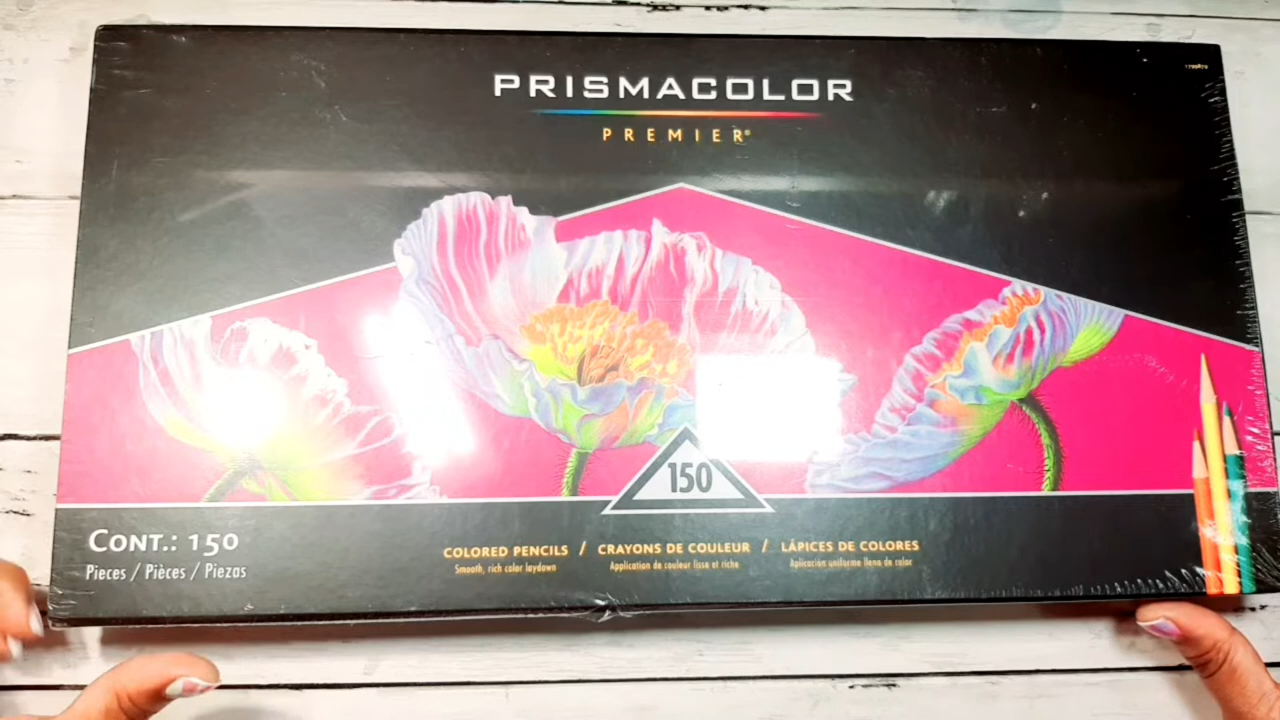 PRISMACOLOR
PREMIER®
150
CONT.: 150
Pieces / Pièces / Piezas
COLORED PENCILS / CRAYONS DE COULEUR / LÁPICES DE COLORES
Smooth, rich color laydown Application de couleur lisse et riche Aplicación uniforme llena de color